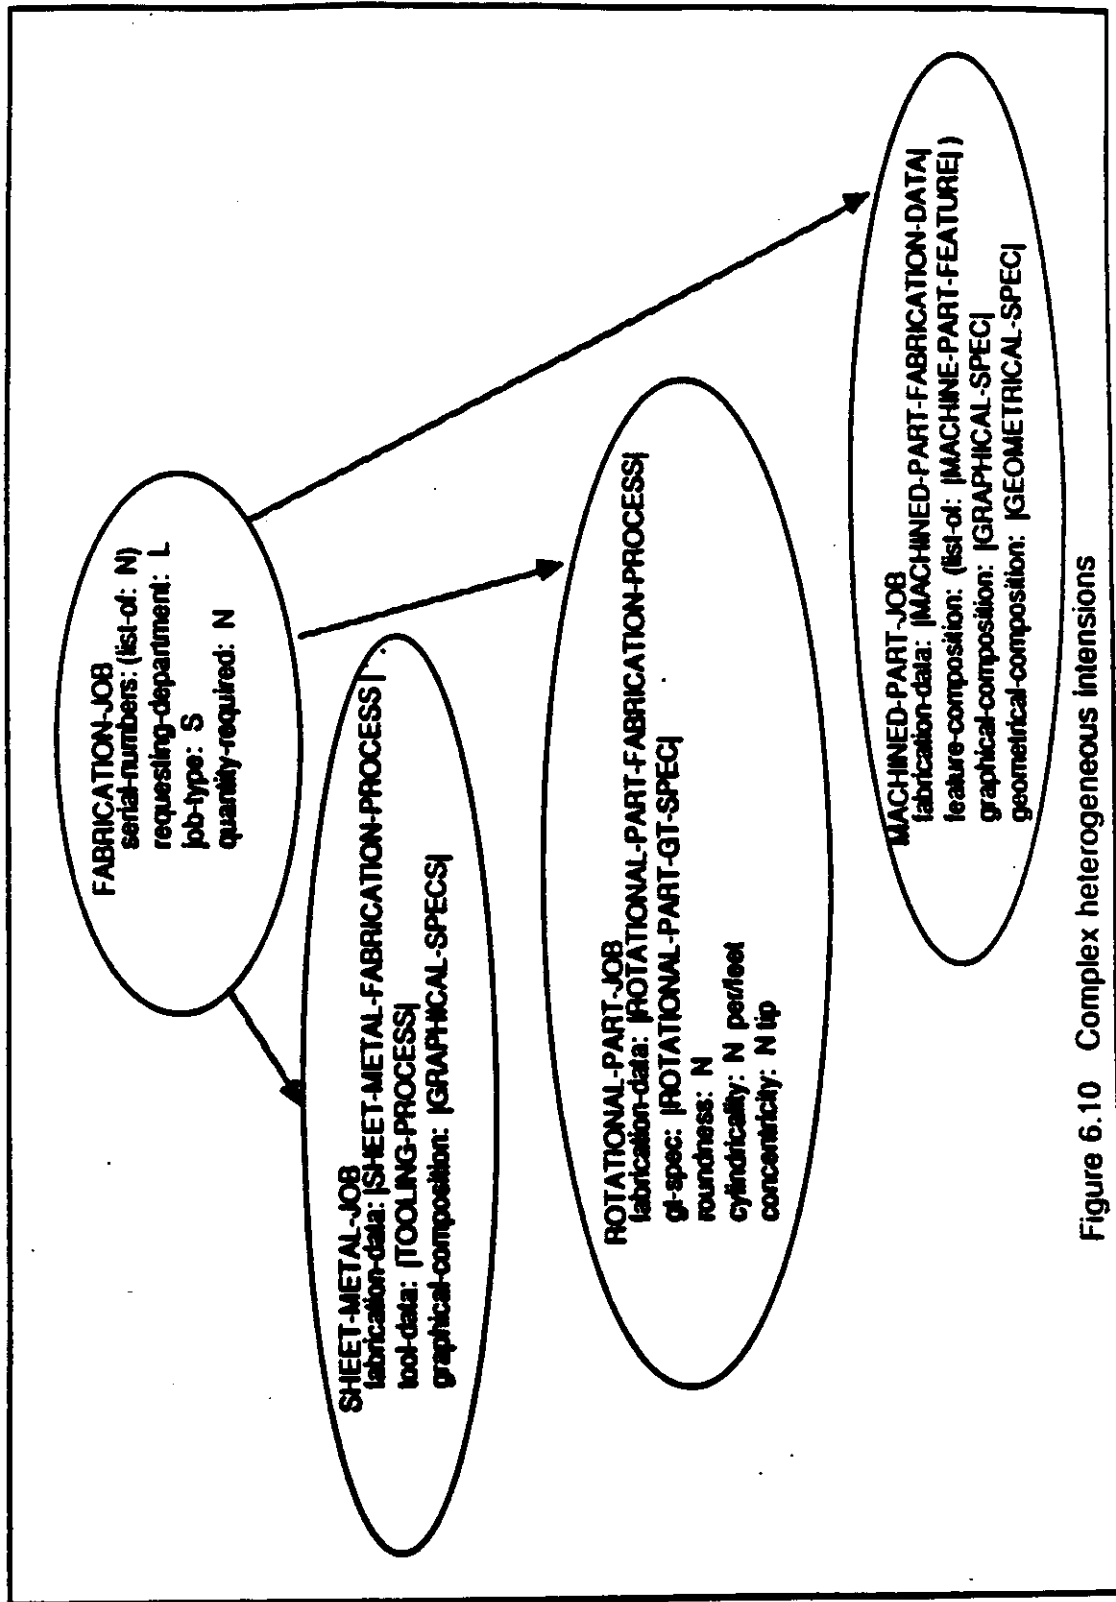 FABRICATION-JOB
serial-numbers: (list-of: N)
requesting-department: L
job-type: S
quantity-required: N
SHEET-METAL-JOB
fabrication-data: |SHEET-METAL-FABRICATION-PROCESS|
tool-data: |TOOLING-PROCESS|
graphical-composition: |GRAPHICAL-SPECS|
ROTATIONAL-PART-JOB
fabrication-data: |ROTATIONAL-PART-FABRICATION-PROCESS|
gt-spec: |ROTATIONAL-PART-GT-SPEC|
roundness: N
cylindricality: N per/feet
concentricity: N tip
MACHINED-PART-JOB
fabrication-data: |MACHINED-PART-FABRICATION-DATA|
feature-composition: (list-of: |MACHINE-PART-FEATURE| )
graphical-composition: |GRAPHICAL-SPEC|
geometrical-composition: |GEOMETRICAL-SPEC|
Figure 6.10 Complex heterogeneous intensions